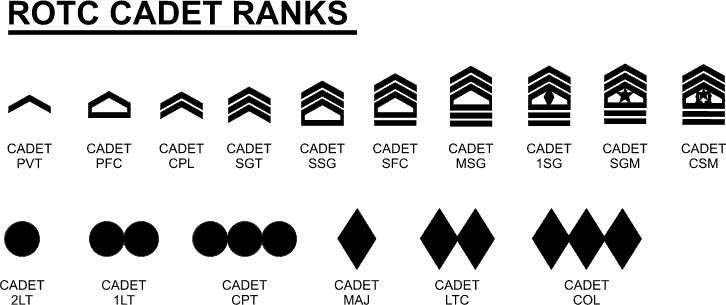 ROTC CADET RANKS
CADET CADET CADET CADET CADET CADET CADET CADET CADET CADET
PVT PFC CPL SGT SSG SFC MSG 1SG SGM CSM
CADET CADET CADET CADET CADET CADET
2LT 1LT CPT MAJ LTC COL